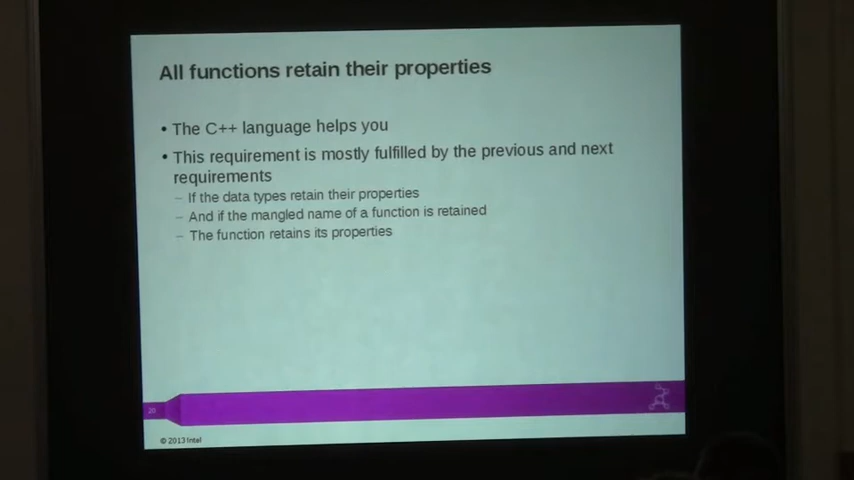 All functions retain their properties
• The C++ language helps you
• This requirement is mostly fulfilled by the previous and next
requirements
– If the data types retain their properties
– And if the mangled name of a function is retained
– The function retains its properties
20
© 2013 Intel